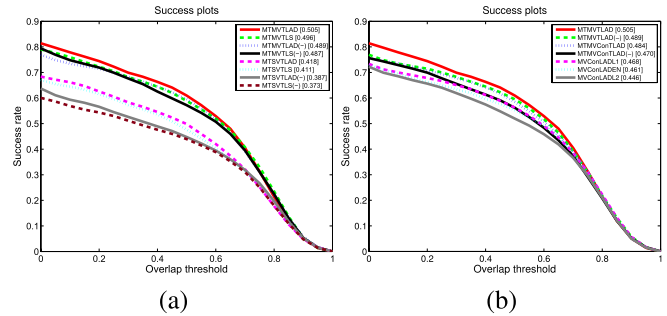 Success plots
MTMVTLAD [0.505]
MTMVTLS [0.496]
MTMVTLAD(−) [0.489]
MTMVTLS(−) [0.487]
MTSVTLAD [0.418]
MTSVTLS [0.411]
MTSVTLAD(−) [0.387]
MTSVTLS(−) [0.373]
Success rate
0.9
0.8
0.7
0.6
0.5
0.4
0.3
0.2
0.1
0
0 0.2 0.4 0.6 0.8 1
Overlap threshold
(a)
Success plots
MTMVTLAD [0.505]
MTMVTLAD(−) [0.489]
MTMVConTLAD [0.484]
MTMVConTLAD(−) [0.470]
MVConLADL1 [0.468]
MVConLADEN [0.461]
MVConLADL2 [0.446]
Success rate
0.9
0.8
0.7
0.6
0.5
0.4
0.3
0.2
0.1
0
0 0.2 0.4 0.6 0.8 1
Overlap threshold
(b)